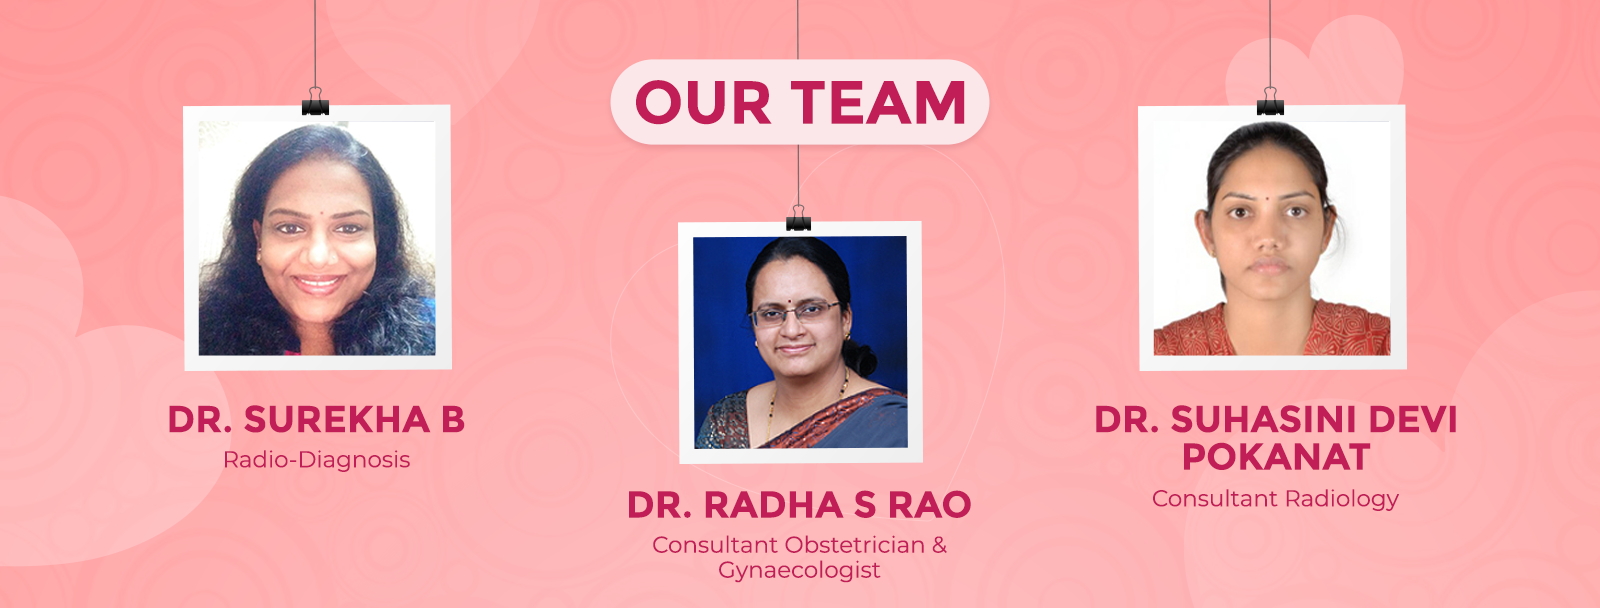 OUR TEAM
DR. SUREKHA B
Radio-Diagnosis
DR. RADHA S RAO
Consultant Obstetrician &
Gynaecologist
DR. SUHASINI DEVI
POKANAT
Consultant Radiology